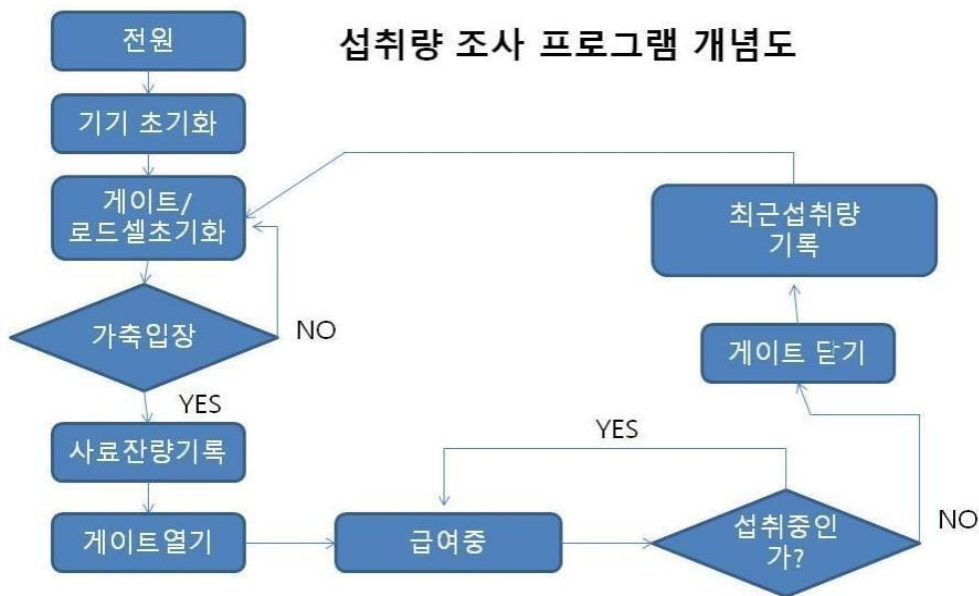 섭취량 조사 프로그램 개념도
전원
기기 초기화
게이트/
로드셀초기화
가축입장
NO
YES
사료잔량기록
게이트열기
급여중
YES
섭취중인
가?
NO
게이트 닫기
최근섭취량
기록